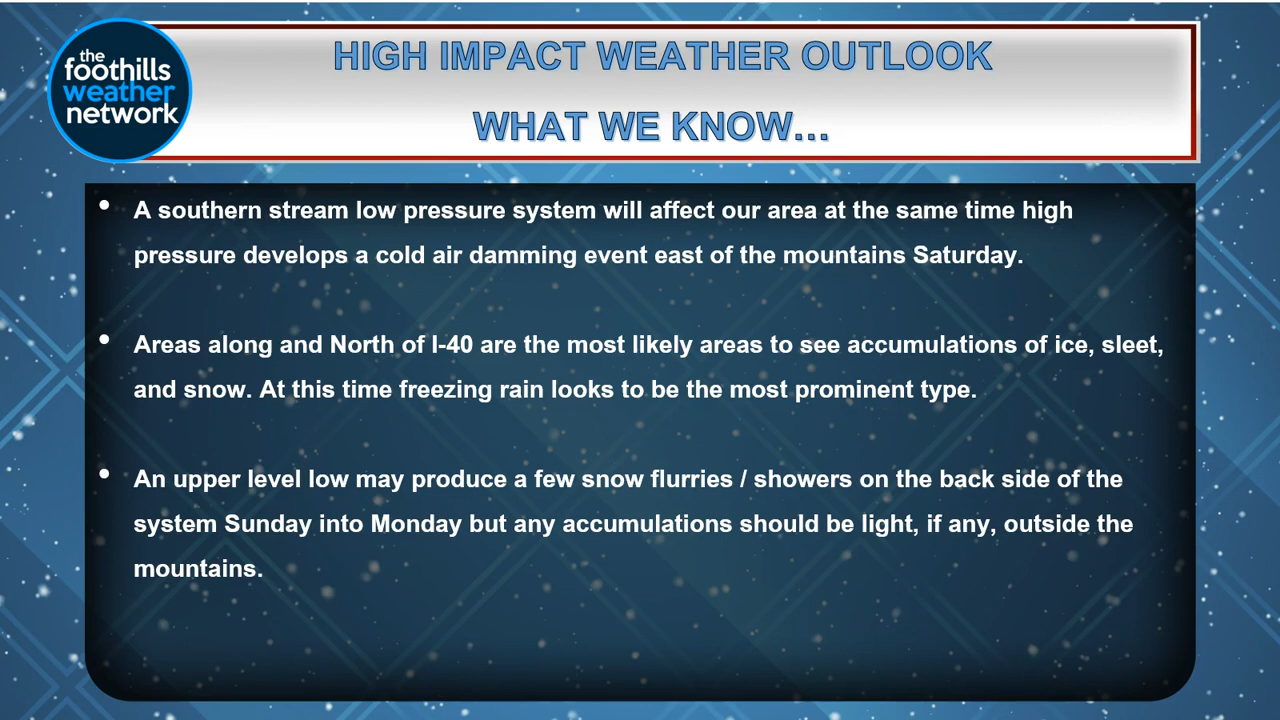 the
foothills
weather
network
HIGH IMPACT WEATHER OUTLOOK
WHAT WE KNOW...
• A southern stream low pressure system will affect our area at the same time high
pressure develops a cold air damming event east of the mountains Saturday.
• Areas along and North of I-40 are the most likely areas to see accumulations of ice, sleet,
and snow. At this time freezing rain looks to be the most prominent type.
• An upper level low may produce a few snow flurries / showers on the back side of the
system Sunday into Monday but any accumulations should be light, if any, outside the
mountains.